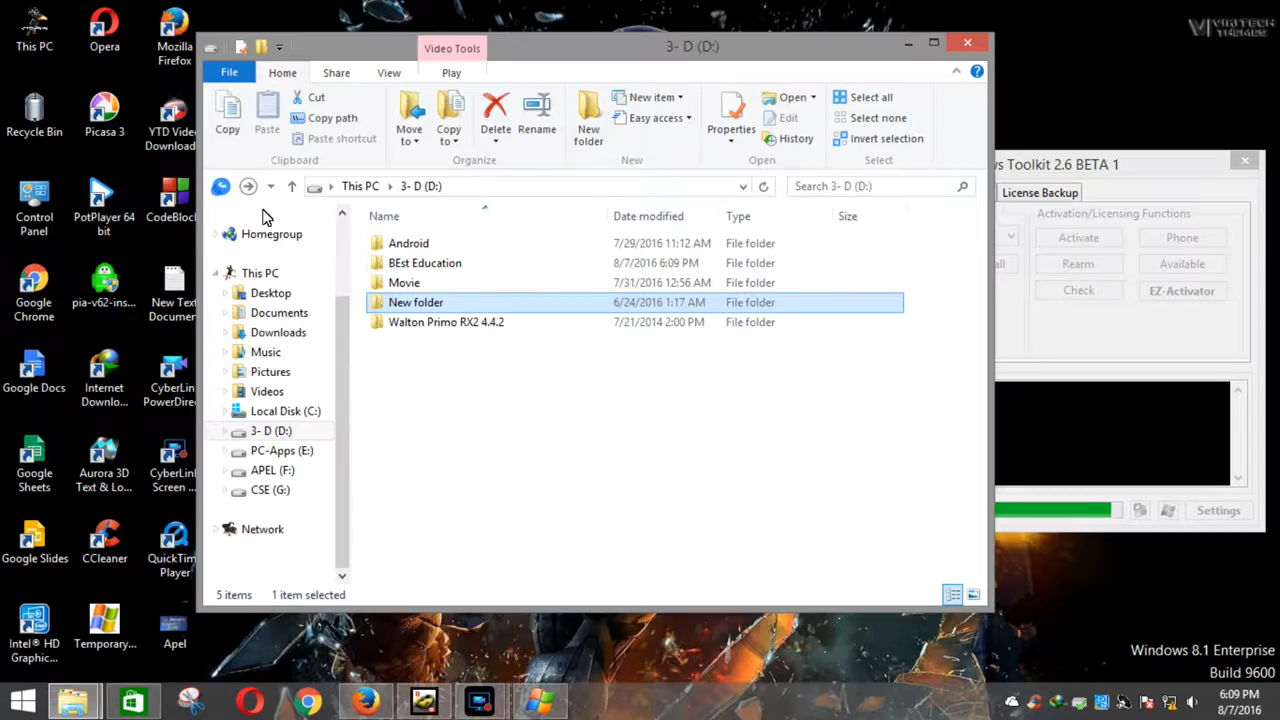 This PC
Opera
Mozilla
Firefox
Recycle Bin
Picasa 3
YTD Video
Download...
Control
Panel
PotPlayer 64
bit
CodeBlock
Google
Chrome
pia-v62-ins...
New Text
Documen
Google Docs
Internet
Downlo...
CyberLin
PowerDirec
Google
Sheets
Aurora 3D
Text & Lo...
CyberLink
Screen ...
Google Slides
CCleaner
QuickTim
Player
Intel® HD
Graphic...
Temporary...
Apel
Video Tools
3- D (D:)
File
Home
Share
View
Play
Copy
Paste
Cut
Copy path
Paste shortcut
Clipboard
Move
to
Copy
to
Delete
Rename
Organize
New
folder
New item
Easy access
New
Properties
Open
Edit
History
Open
Select all
Select none
Invert selection
Select
This PC
3- D (D:)
Search 3- D (D:)
Name
Date modified
Type
Size
Android 7/29/2016 11:12 AM File folder
BEst Education 8/7/2016 6:09 PM File folder
Movie 7/31/2016 12:56 AM File folder
New folder 6/24/2016 1:17 AM File folder
Walton Primo RX2 4.4.2 7/21/2014 2:00 PM File folder
Homegroup
This PC
Desktop
Documents
Downloads
Music
Pictures
Videos
Local Disk (C:)
3- D (D:)
PC-Apps (E:)
APEL (F:)
CSE (G:)
Network
5 items
1 item selected
s Toolkit 2.6 BETA 1
License Backup
Activation/Licensing Functions
Activate
Phone
all
Rearm
Available
Check
EZ-Activator
Settings
Windows 8.1 Enterprise
Build 9600
6:09 PM
8/7/2016